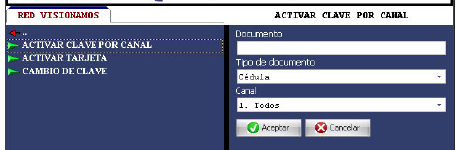 RED VISIONAMOS
ACTIVAR CLAVE POR CANAL
..
ACTIVAR CLAVE POR CANAL
ACTIVAR TARJETA
CAMBIO DE CLAVE
Documento
Tipo de documento
Cédula
Canal
1. Todos
Aceptar
Cancelar